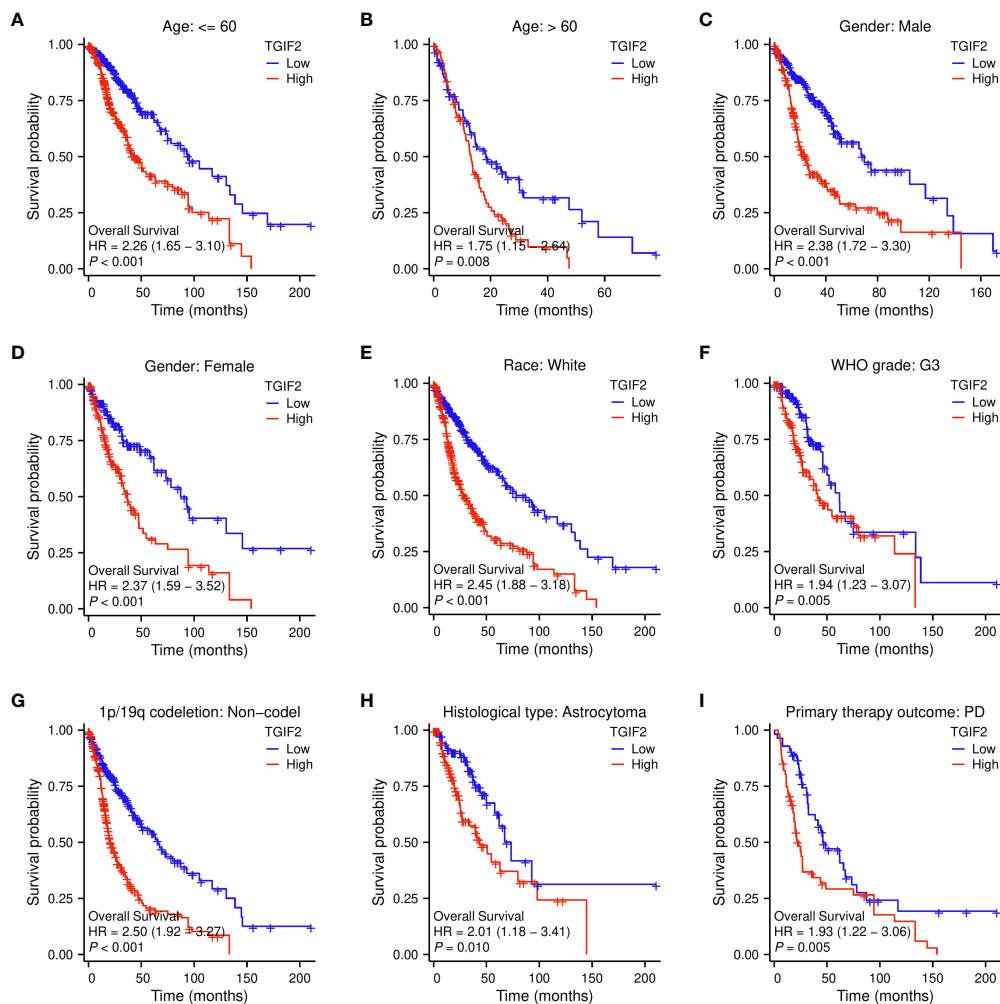 A
Age: <= 60
TGIF2
Low
High
Survival probability
1.00
0.75
0.50
0.25
0.00
Overall Survival
HR = 2.26 (1.65 − 3.10)
P < 0.001
0 50 100 150 200
Time (months)
B
Age: > 60
TGIF2
Low
High
Survival probability
1.00
0.75
0.50
0.25
0.00
Overall Survival
HR = 1.75 (1.15 − 2.64)
P = 0.008
0 20 40 60
Time (months)
C
Gender: Male
TGIF2
Low
High
Survival probability
1.00
0.75
0.50
0.25
0.00
Overall Survival
HR = 2.38 (1.72 − 3.30)
P < 0.001
0 40 80 120 160
Time (months)
D
Gender: Female
TGIF2
Low
High
Survival probability
1.00
0.75
0.50
0.25
0.00
Overall Survival
HR = 2.37 (1.59 − 3.52)
P < 0.001
0 50 100 150 200
Time (months)
E
Race: White
TGIF2
Low
High
Survival probability
1.00
0.75
0.50
0.25
0.00
Overall Survival
HR = 2.45 (1.88 − 3.18)
P < 0.001
0 50 100 150 200
Time (months)
F
WHO grade: G3
TGIF2
Low
High
Survival probability
1.00
0.75
0.50
0.25
0.00
Overall Survival
HR = 1.94 (1.23 − 3.07)
P = 0.005
0 50 100 150 200
Time (months)
G
1p/19q codeletion: Non−codel
TGIF2
Low
High
Survival probability
1.00
0.75
0.50
0.25
0.00
Overall Survival
HR = 2.50 (1.92 − 3.27)
P < 0.001
0 50 100 150 200
Time (months)
H
Histological type: Astrocytoma
TGIF2
Low
High
Survival probability
1.00
0.75
0.50
0.25
0.00
Overall Survival
HR = 2.01 (1.18 − 3.41)
P = 0.010
0 50 100 150 200
Time (months)
I
Primary therapy outcome: PD
TGIF2
Low
High
Survival probability
1.00
0.75
0.50
0.25
0.00
Overall Survival
HR = 1.93 (1.22 − 3.06)
P = 0.005
0 50 100 150 200
Time (months)